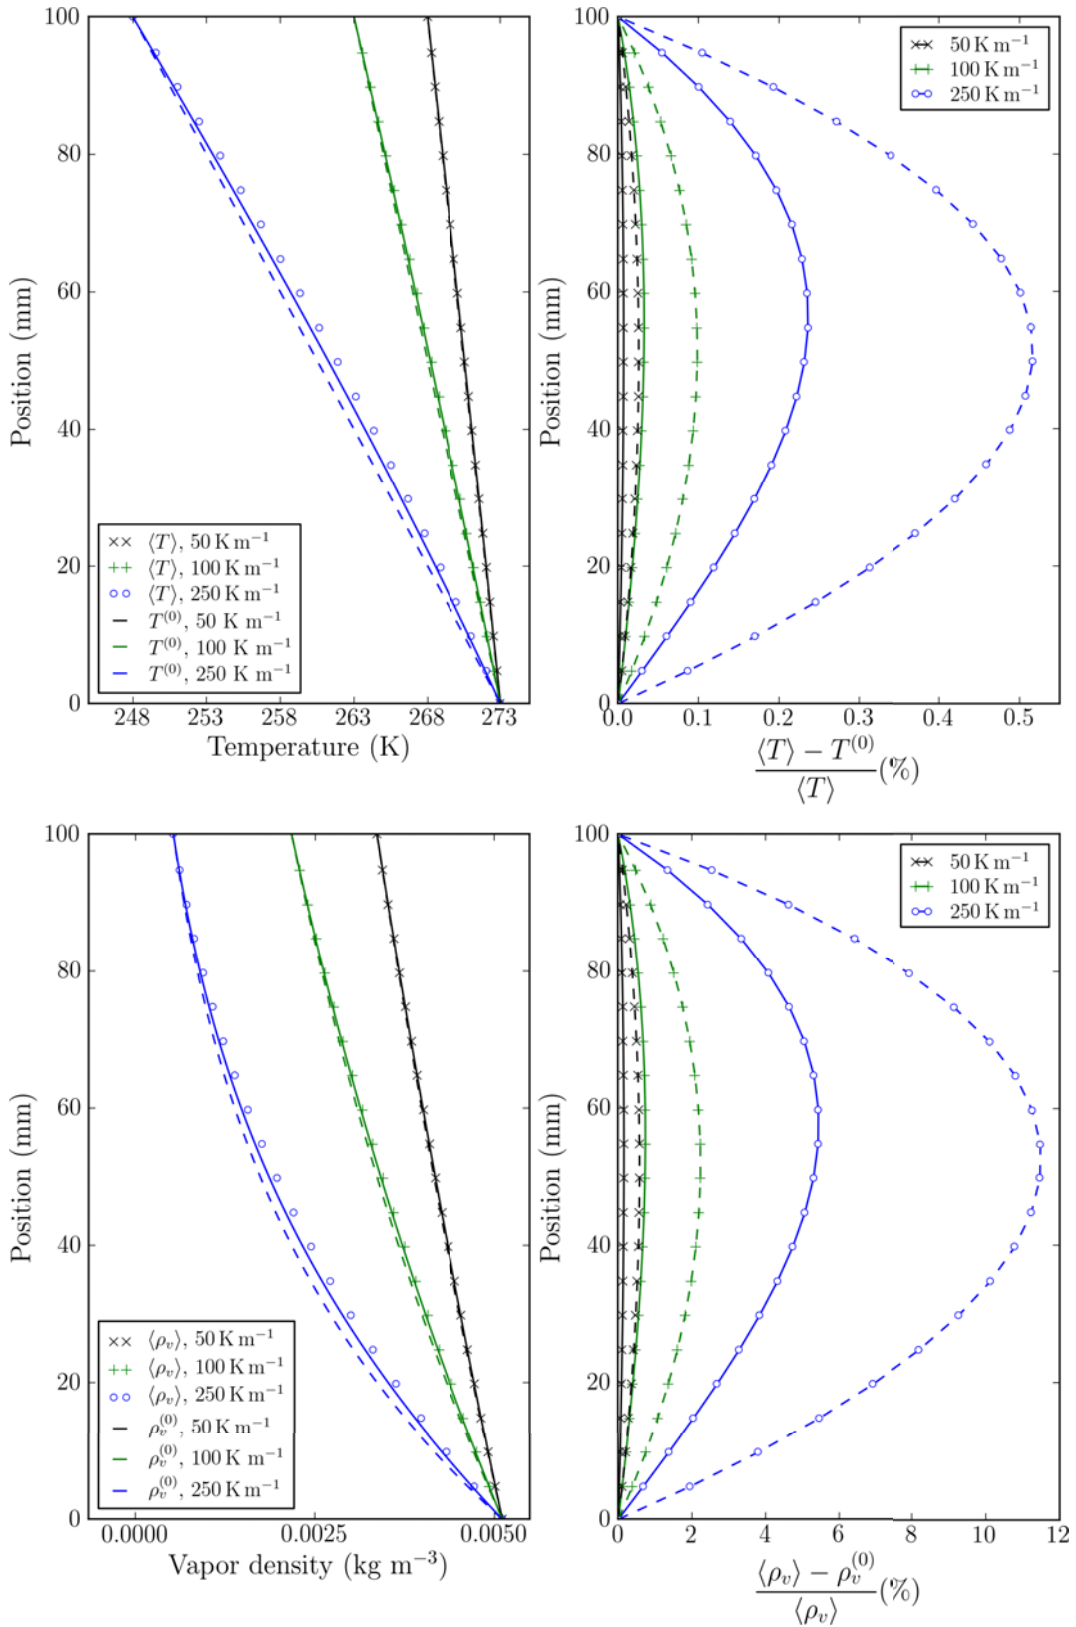 100
80
60
40
20
0
Position (mm)
⟨T⟩, 50 K m⁻¹
⟨T⟩, 100 K m⁻¹
⟨T⟩, 250 K m⁻¹
T⁽⁰⁾, 50 K m⁻¹
T⁽⁰⁾, 100 K m⁻¹
T⁽⁰⁾, 250 K m⁻¹
248 253 258 263 268 273
Temperature (K)
100
80
60
40
20
0
Position (mm)
50 K m⁻¹
100 K m⁻¹
250 K m⁻¹
0.0 0.1 0.2 0.3 0.4 0.5
⟨T⟩ − T⁽⁰⁾
⟨T⟩ (%)
100
80
60
40
20
0
Position (mm)
⟨ρᵥ⟩, 50 K m⁻¹
⟨ρᵥ⟩, 100 K m⁻¹
⟨ρᵥ⟩, 250 K m⁻¹
ρᵥ⁽⁰⁾, 50 K m⁻¹
ρᵥ⁽⁰⁾, 100 K m⁻¹
ρᵥ⁽⁰⁾, 250 K m⁻¹
0.0000 0.0025 0.0050
Vapor density (kg m⁻³)
100
80
60
40
20
0
Position (mm)
50 K m⁻¹
100 K m⁻¹
250 K m⁻¹
0 2 4 6 8 10 12
⟨ρᵥ⟩ − ρᵥ⁽⁰⁾
⟨ρᵥ⟩ (%)